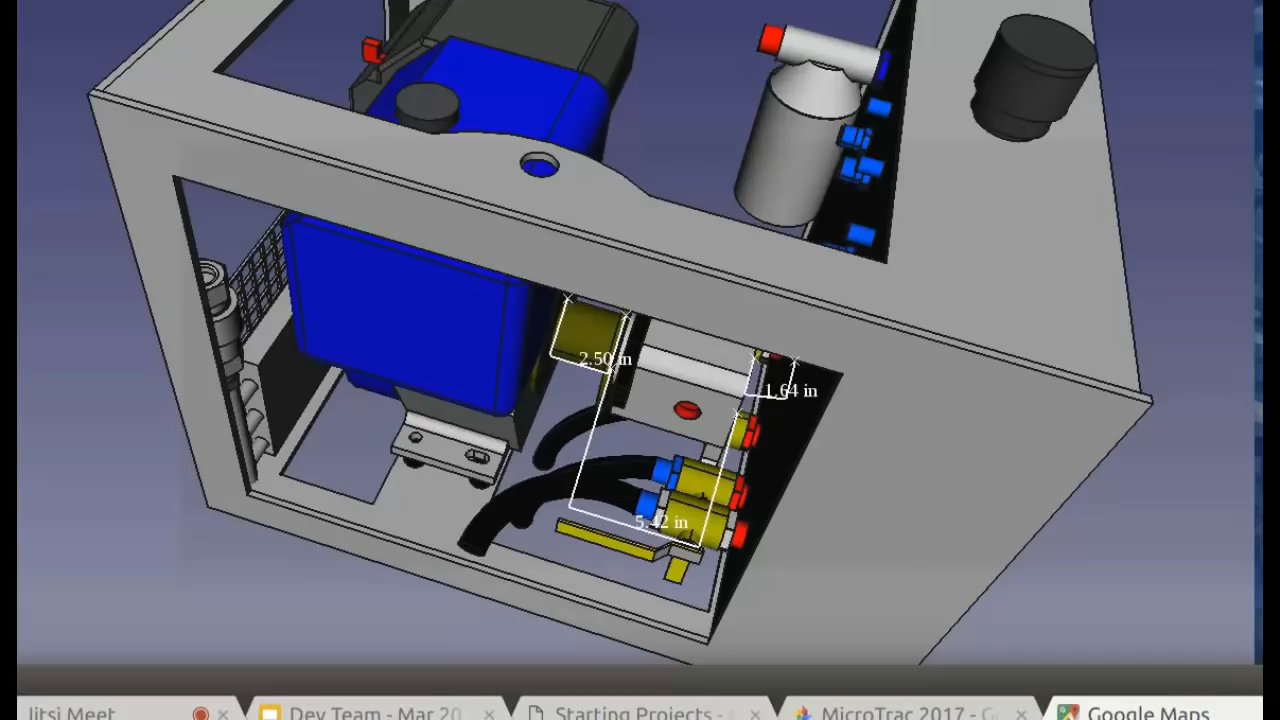 2.50 in
1.64 in
5.42 in
Jitsi Meet
Dev Team - Mar 20
Starting Projects -
MicroTrac 2017 - G
Google Maps